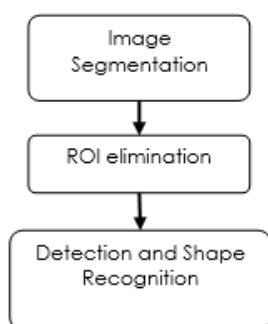 Image
Segmentation
ROI elimination
Detection and Shape
Recognition